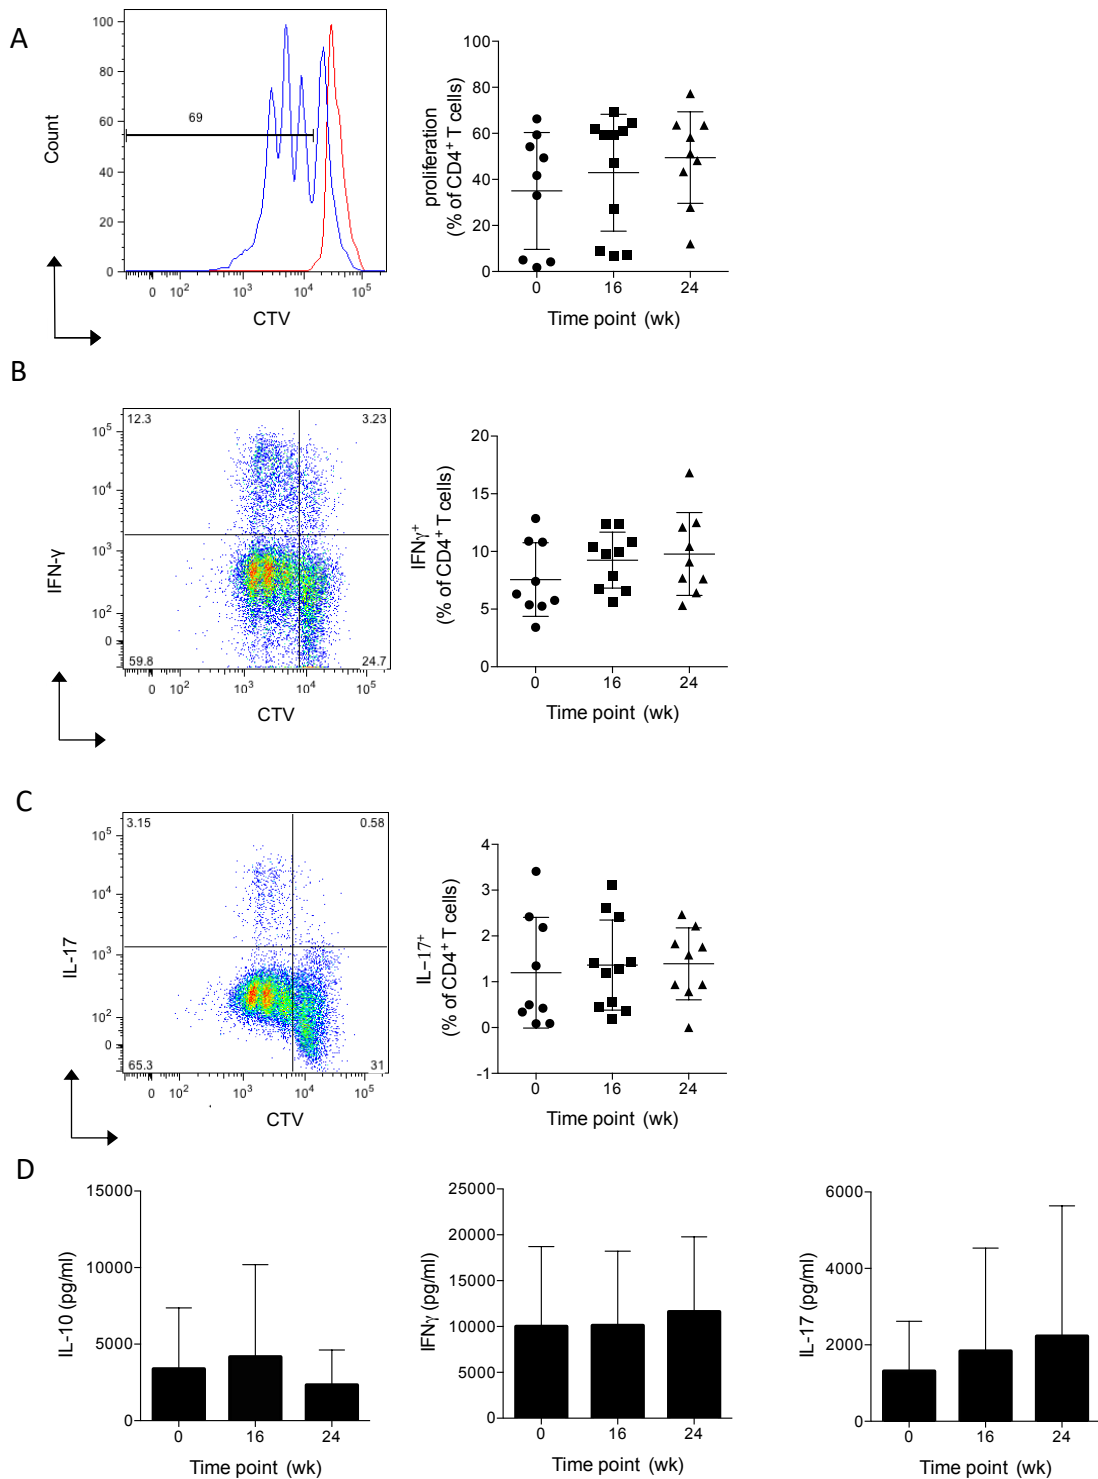 A
100
80
60
40
20
0
Count
69
0 10² 10³ 10⁴ 10⁵
CTV
100
80
60
40
20
0
proliferation
(% of CD4⁺ T cells)
0 16 24
Time point (wk)
B
12.3 3.23
10⁵
10⁴
10³
10²
0
IFN-γ
59.8 24.7
0 10² 10³ 10⁴ 10⁵
CTV
20
15
10
5
0
IFNγ⁺
(% of CD4⁺ T cells)
0 16 24
Time point (wk)
C
3.15 0.58
10⁵
10⁴
10³
10²
0
IL-17
65.3 31
0 10² 10³ 10⁴ 10⁵
CTV
4
3
2
1
0
-1
IL-17⁺
(% of CD4⁺ T cells)
0 16 24
Time point (wk)
D
15000
10000
5000
0
IL-10 (pg/ml)
0 16 24
Time point (wk)
25000
20000
15000
10000
5000
0
IFNγ (pg/ml)
0 16 24
Time point (wk)
6000
4000
2000
0
IL-17 (pg/ml)
0 16 24
Time point (wk)